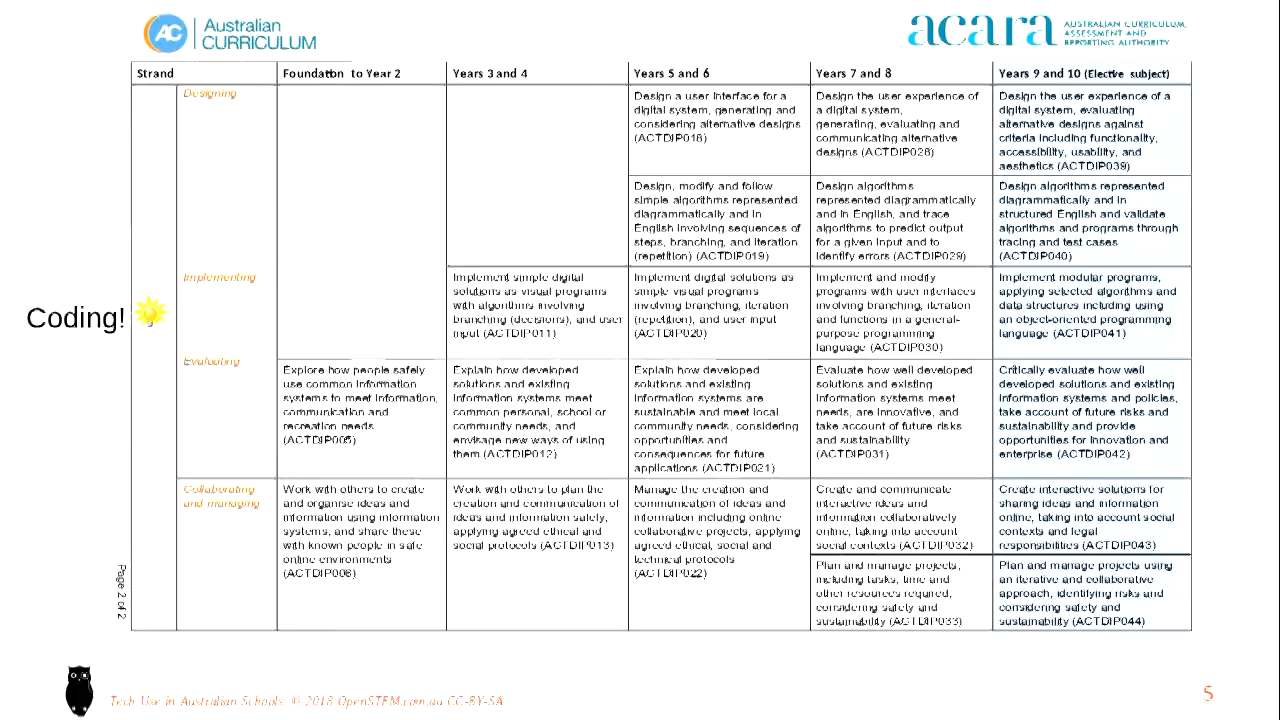 AC Australian
CURRICULUM
acara AUSTRALIAN CURRICULUM,
ASSESSMENT AND
REPORTING AUTHORITY
Strand
Foundation to Year 2
Years 3 and 4
Years 5 and 6
Years 7 and 8
Years 9 and 10 (Elective subject)
Designing
Design a user interface for a
digital system, generating and
considering alternative designs
(ACTDIP018)
Design the user experience of
a digital system,
generating, evaluating and
communicating alternative
designs (ACTDIP028)
Design the user experience of a
digital system, evaluating
alternative designs against
criteria including functionality,
accessibility, usability, and
aesthetics (ACTDIP039)
Design, modify and follow
simple algorithms represented
diagrammatically and in
English involving sequences of
steps, branching, and iteration
(repetition) (ACTDIP019)
Design algorithms
represented diagrammatically
and in English, and trace
algorithms to predict output
for a given input and to
identify errors (ACTDIP029)
Design algorithms represented
diagrammatically and in
structured English and validate
algorithms and programs through
tracing and test cases
(ACTDIP040)
Coding!
Implementing
Implement simple digital
solutions as visual programs
with algorithms involving
branching (decisions), and user
input (ACTDIP011)
Implement digital solutions as
simple visual programs
involving branching, iteration
(repetition), and user input
(ACTDIP020)
Implement and modify
programs with user interfaces
involving branching, iteration
and functions in a general-
purpose programming
language (ACTDIP030)
Implement modular programs,
applying selected algorithms and
data structures including using
an object-oriented programming
language (ACTDIP041)
Evaluating
Explore how people safely
use common information
systems to meet information,
communication and
recreation needs
(ACTDIP005)
Explain how developed
solutions and existing
information systems meet
common personal, school or
community needs, and
envisage new ways of using
them (ACTDIP012)
Explain how developed
solutions and existing
information systems are
sustainable and meet local
community needs, considering
opportunities and
consequences for future
applications (ACTDIP021)
Evaluate how well developed
solutions and existing
information systems meet
needs, are innovative, and
take account of future risks
and sustainability
(ACTDIP031)
Critically evaluate how well
developed solutions and existing
information systems and policies,
take account of future risks and
sustainability and provide
opportunities for innovation and
enterprise (ACTDIP042)
Collaborating
and managing
Work with others to create
and organise ideas and
information using information
systems, and share these
with known people in safe
online environments
(ACTDIP006)
Work with others to plan the
creation and communication of
ideas and information safely,
applying agreed ethical and
social protocols (ACTDIP013)
Manage the creation and
communication of ideas and
information including online
collaborative projects, applying
agreed ethical, social and
technical protocols
(ACTDIP022)
Create and communicate
interactive ideas and
information collaboratively
online, taking into account
social contexts (ACTDIP032)
Create interactive solutions for
sharing ideas and information
online, taking into account social
contexts and legal
responsibilities (ACTDIP043)
Plan and manage projects,
including tasks, time and
other resources required,
considering safety and
sustainability (ACTDIP033)
Plan and manage projects using
an iterative and collaborative
approach, identifying risks and
considering safety and
sustainability (ACTDIP044)
Page 2 of 2
Tech Use in Australian Schools © 2018 OpenSTEM.com.au CC-BY-SA
5